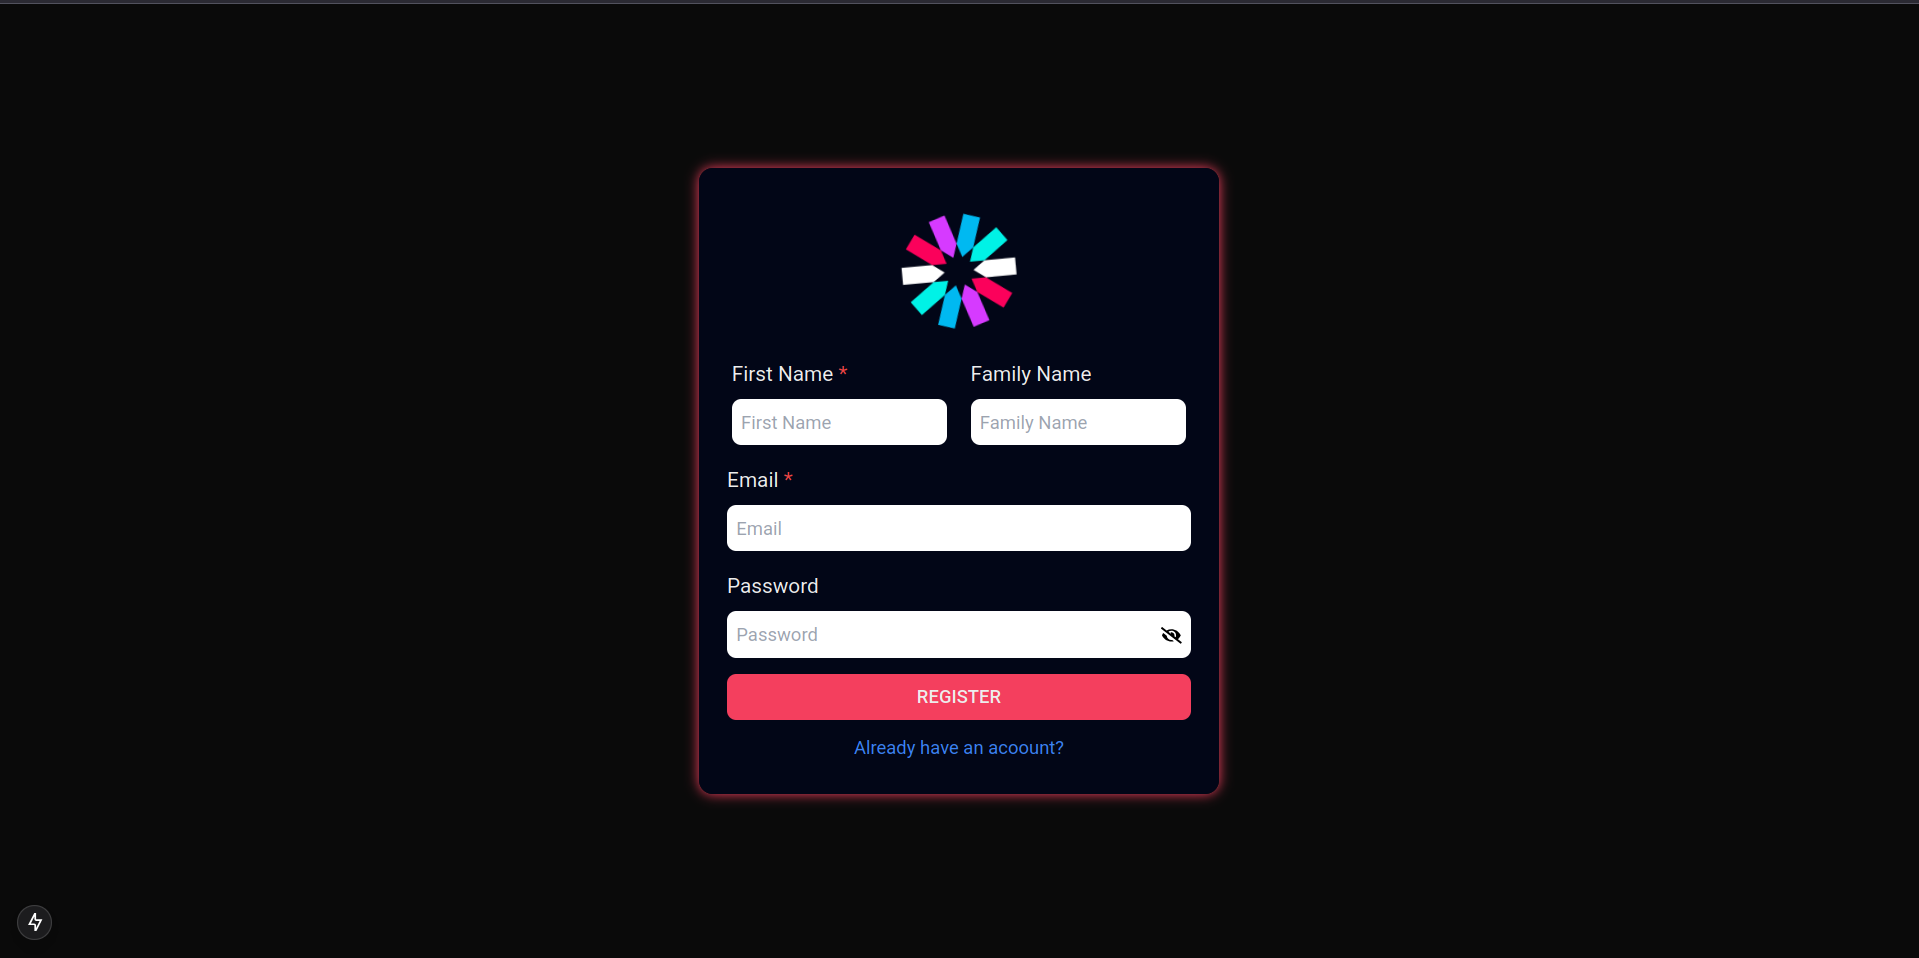 First Name * Family Name
First Name Family Name
Email *
Email
Password
Password
REGISTER
Already have an acoount?